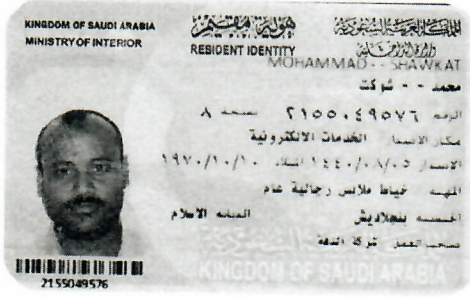 KINGDOM OF SAUDI ARABIA
MINISTRY OF INTERIOR
هوية مقيم
RESIDENT IDENTITY
المملكة العربية السعودية
وزارة الداخلية
MOHAMMAD - - SHAWKAT
محمد - - شوكت
الرقم ٢١٥٥٠٤٩٥٧٦ نسخة ٨
مكان الاصدار الخدمات الالكترونية
الاصدار ١٤٤٠/٠٨/٠٥ الميلاد ١٩٧٠/١٠/١٠
المهنة خياط ملابس رجالية عام
الجنسية بنجلاديش الديانة الاسلام
صاحب العمل شركة الدفة
KINGDOM OF SAUDI ARABIA
2155049576